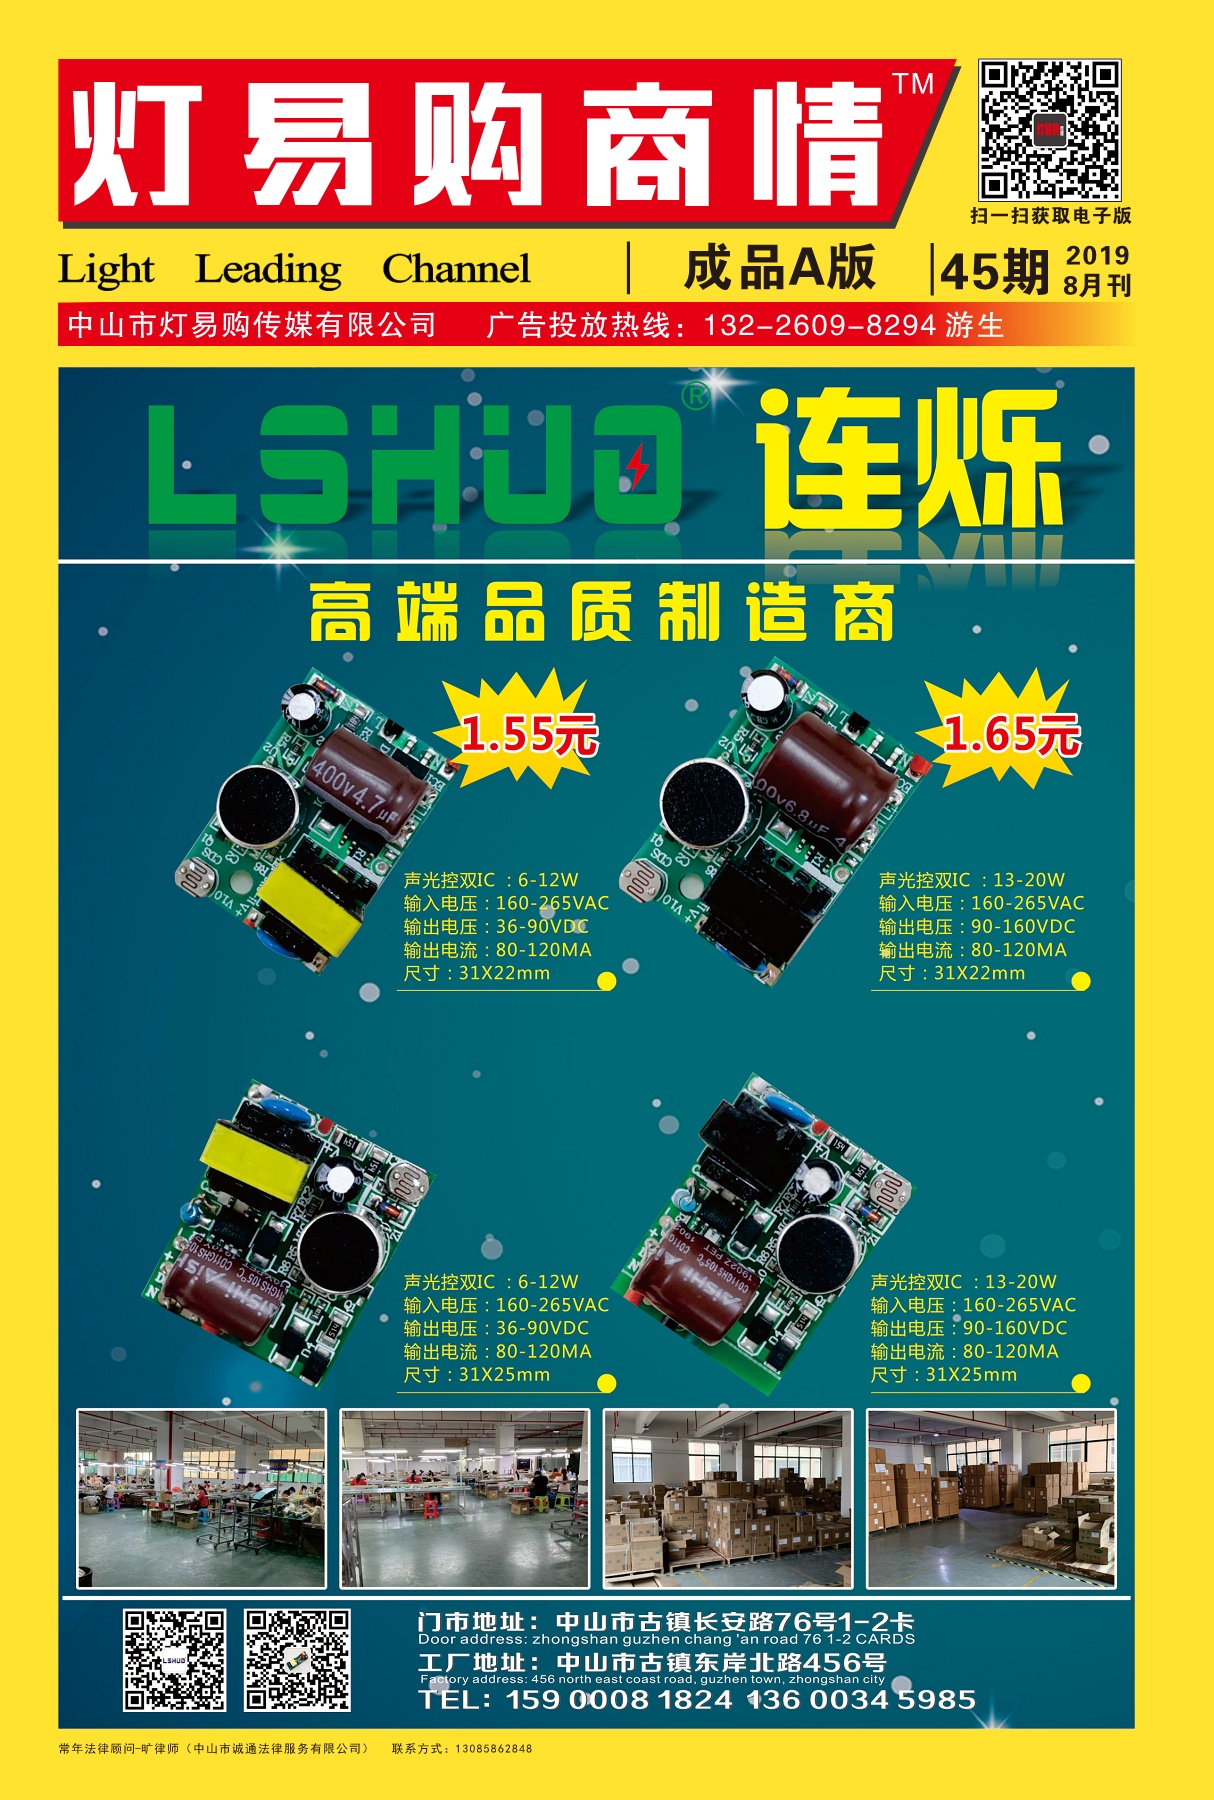 灯易购商情™
扫一扫获取电子版
Light Leading Channel
成品A版
45期
2019
8月刊
中山市灯易购传媒有限公司 广告投放热线：132-2609-8294 游生
LSHUO® 连烁
高端品质制造商
1.55元
1.65元
400v4.7μF
声光控双IC ：6-12W
输入电压：160-265VAC
输出电压：36-90VDC
输出电流：80-120MA
尺寸：31X22mm
声光控双IC ：13-20W
输入电压：160-265VAC
输出电压：90-160VDC
输出电流：80-120MA
尺寸：31X22mm
声光控双IC ：6-12W
输入电压：160-265VAC
输出电压：36-90VDC
输出电流：80-120MA
尺寸：31X25mm
声光控双IC ：13-20W
输入电压：160-265VAC
输出电压：90-160VDC
输出电流：80-120MA
尺寸：31X25mm
门市地址：中山市古镇长安路76号1-2卡
Door address: zhongshan guzhen chang 'an road 76 1-2 CARDS
工厂地址：中山市古镇东岸北路456号
Factory address: 456 north east coast road, guzhen town, zhongshan city
TEL：159 0008 1824 136 0034 5985
常年法律顾问-旷律师（中山市诚通法律服务有限公司） 联系方式：13085862848